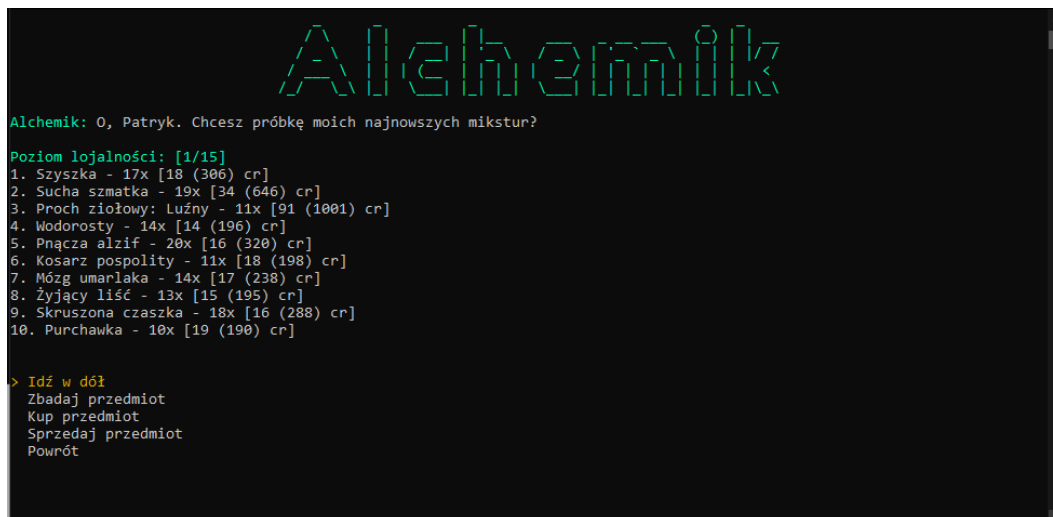 Alchemik
Alchemik: O, Patryk. Chcesz próbkę moich najnowszych mikstur?
Poziom lojalności: [1/15]
1. Szyszka - 17x [18 (306) cr]
2. Sucha szmatka - 19x [34 (646) cr]
3. Proch ziołowy: Luźny - 11x [91 (1001) cr]
4. Wodorosty - 14x [14 (196) cr]
5. Pnącza alzif - 20x [16 (320) cr]
6. Kosarz pospolity - 11x [18 (198) cr]
7. Mózg umarlaka - 14x [17 (238) cr]
8. Żyjący liść - 13x [15 (195) cr]
9. Skruszona czaszka - 18x [16 (288) cr]
10. Purchawka - 10x [19 (190) cr]
> Idź w dół
Zbadaj przedmiot
Kup przedmiot
Sprzedaj przedmiot
Powrót